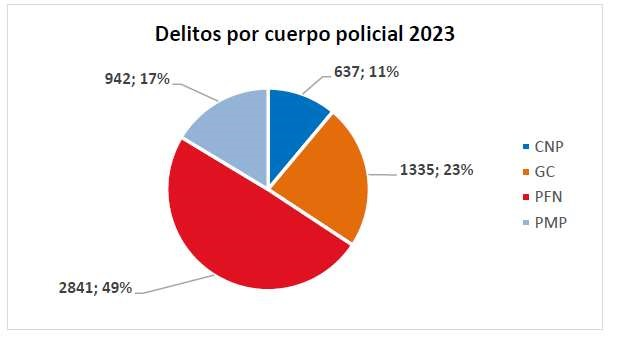 Delitos por cuerpo policial 2023
942; 17%
637; 11%
1335; 23%
2841; 49%
CNP
GC
PFN
PMP